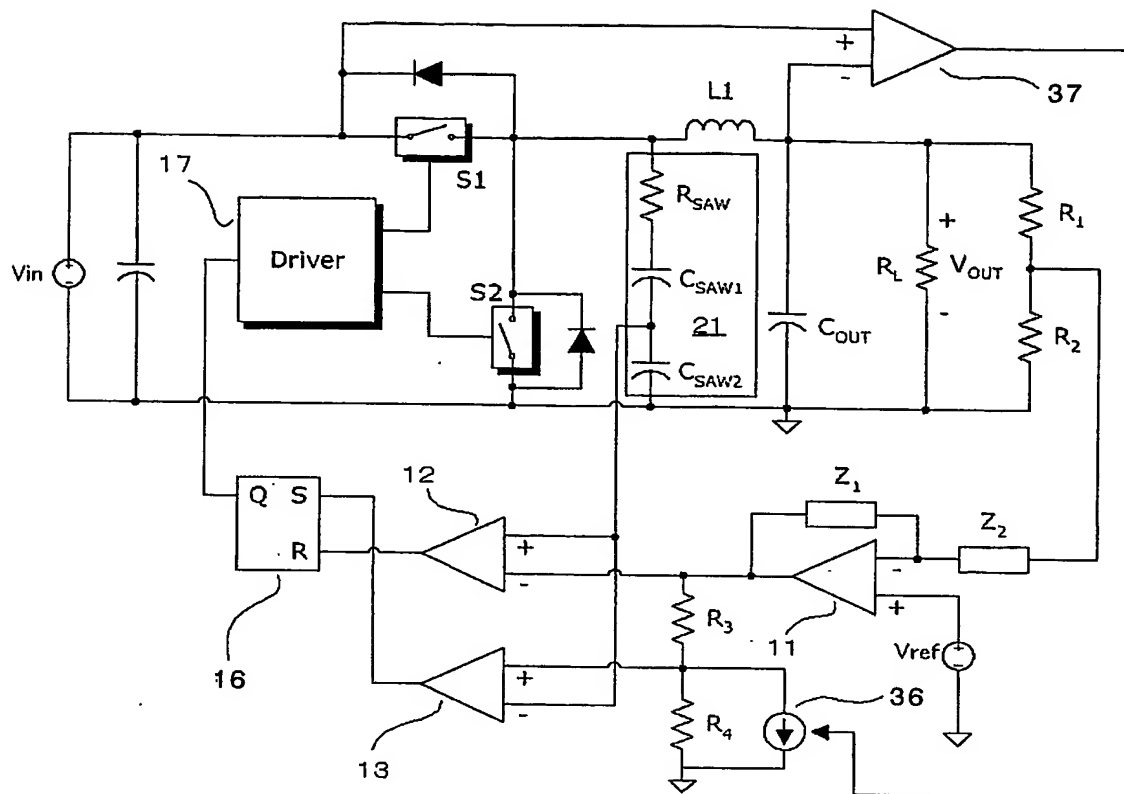 +
-
37
L1
17
S1
R_SAW
R_1
+
Vin
+
-
Driver
C_SAW1
R_L
V_OUT
S2
21
-
C_OUT
R_2
C_SAW2
12
Z_1
Q S
R
+
-
Z_2
-
+
11
R_3
Vref
+
-
16
+
-
36
R_4
13